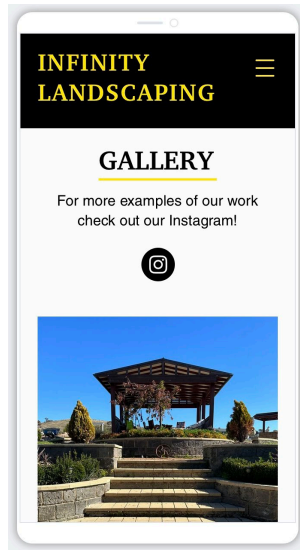 INFINITY
LANDSCAPING
GALLERY
For more examples of our work
check out our Instagram!